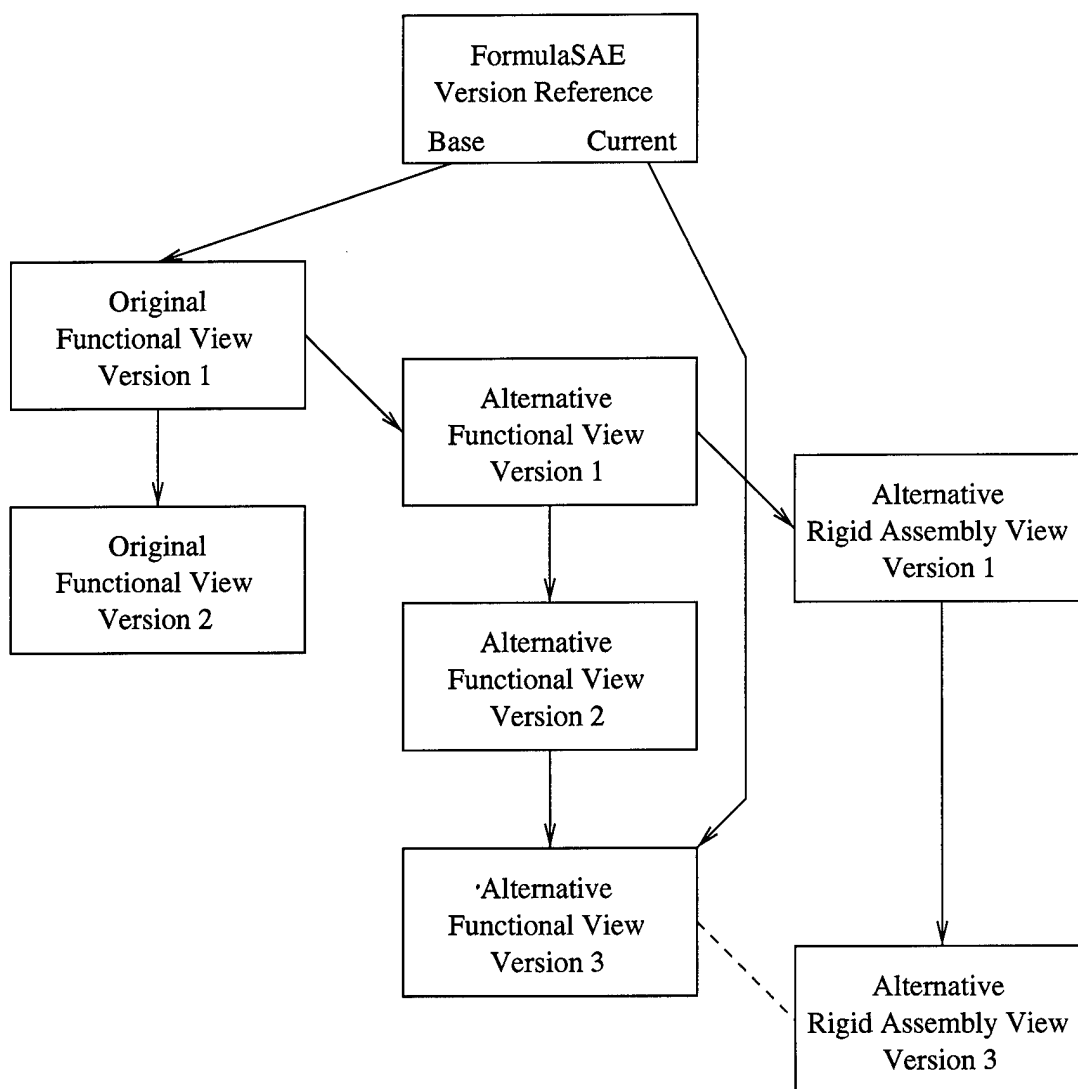 FormulaSAE
Version Reference
Base Current
Original
Functional View
Version 1
Alternative
Functional View
Version 1
Alternative
Rigid Assembly View
Version 1
Original
Functional View
Version 2
Alternative
Functional View
Version 2
Alternative
Functional View
Version 3
Alternative
Rigid Assembly View
Version 3